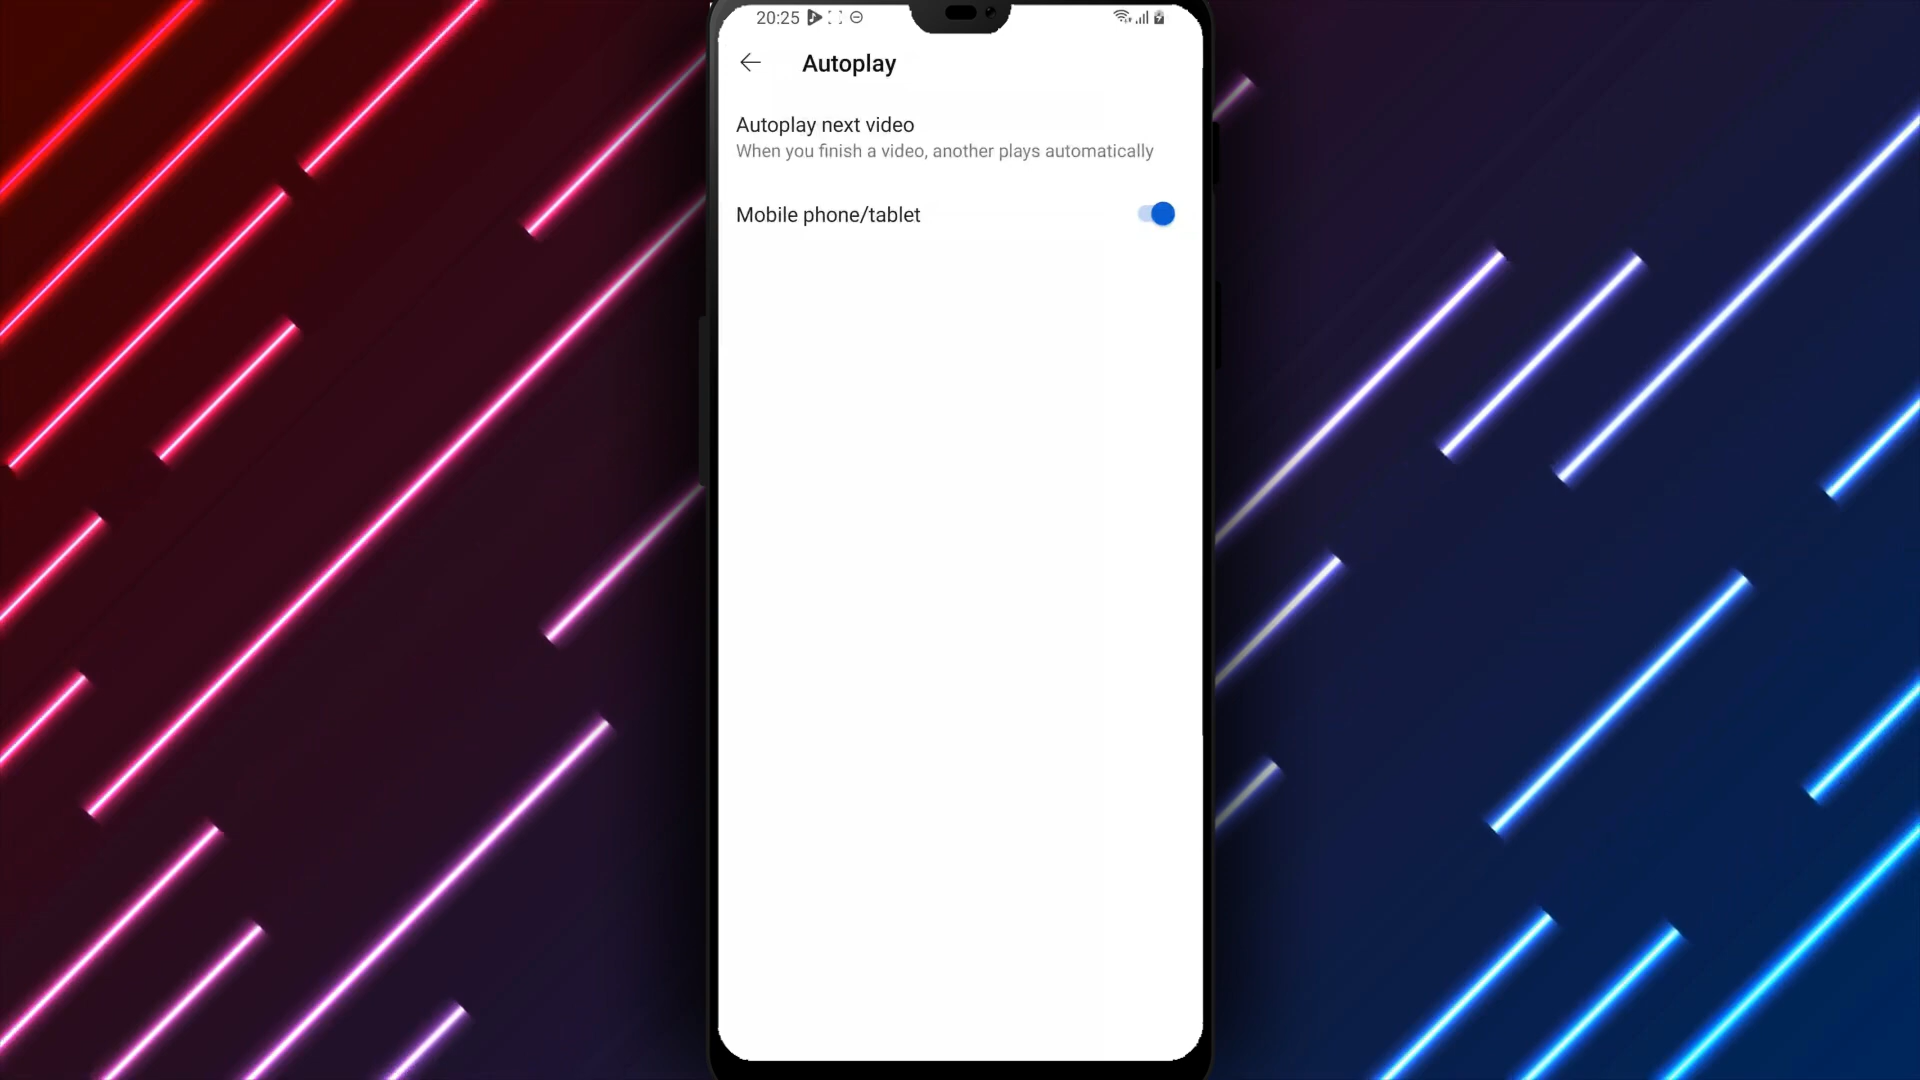 20:25
Autoplay
Autoplay next video
When you finish a video, another plays automatically
Mobile phone/tablet